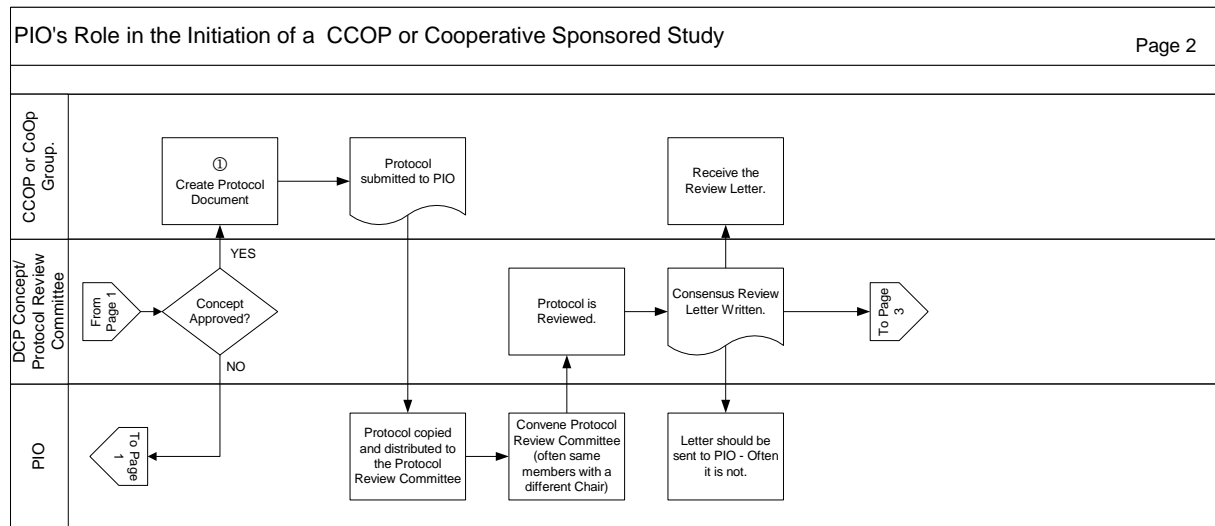 PIO's Role in the Initiation of a  CCOP or Cooperative Sponsored Study
Page 2
CCOP or CoOp
Group.
①
Create Protocol
Document
Protocol
submitted to PIO
Receive the
Review Letter.
YES
DCP Concept/
Protocol Review
Committee
From
Page 1
Concept
Approved?
Protocol is
Reviewed.
Consensus Review
Letter Written.
To Page
3
NO
PIO
To Page
1
Protocol copied
and distributed to
the Protocol
Review Committee
Convene Protocol
Review Committee
(often same
members with a
different Chair)
Letter should be
sent to PIO - Often
it is not.